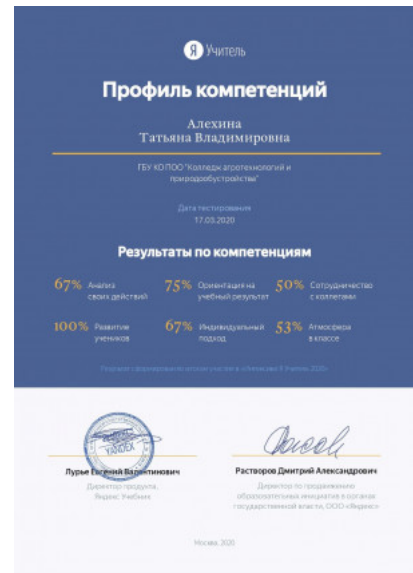 Я Учитель
Профиль компетенций
Алехина
Татьяна Владимировна
ГБУ КО ПОО "Колледж агротехнологий и
природообустройства"
Дата тестирования
17.03.2020
Результаты по компетенциям
67% Анализ
своих действий
75% Ориентация на
учебный результат
50% Сотрудничество
с коллегами
100% Развитие
учеников
67% Индивидуальный
подход
53% Атмосфера
в классе
YANDEX
Лурье Евгений Валентинович
Директор продукта,
Яндекс Учебник
Растворов Дмитрий Александрович
Директор по продвижению
образовательных инициатив в органах
государственной власти, ООО «Яндекс»
Москва, 2020